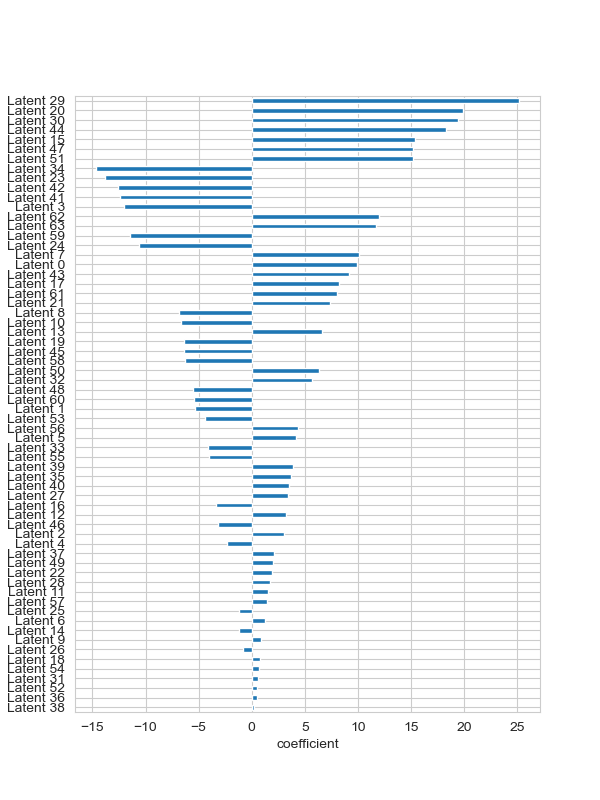 Latent 29
Latent 20
Latent 30
Latent 44
Latent 15
Latent 47
Latent 51
Latent 34
Latent 23
Latent 42
Latent 41
Latent 3
Latent 62
Latent 63
Latent 59
Latent 24
Latent 7
Latent 0
Latent 43
Latent 17
Latent 61
Latent 21
Latent 8
Latent 10
Latent 13
Latent 19
Latent 45
Latent 58
Latent 50
Latent 32
Latent 48
Latent 60
Latent 1
Latent 53
Latent 56
Latent 5
Latent 33
Latent 55
Latent 39
Latent 35
Latent 40
Latent 27
Latent 16
Latent 12
Latent 46
Latent 2
Latent 4
Latent 37
Latent 49
Latent 22
Latent 28
Latent 11
Latent 57
Latent 25
Latent 6
Latent 14
Latent 9
Latent 26
Latent 18
Latent 54
Latent 31
Latent 52
Latent 36
Latent 38
−15 −10 −5 0 5 10 15 20 25
coefficient